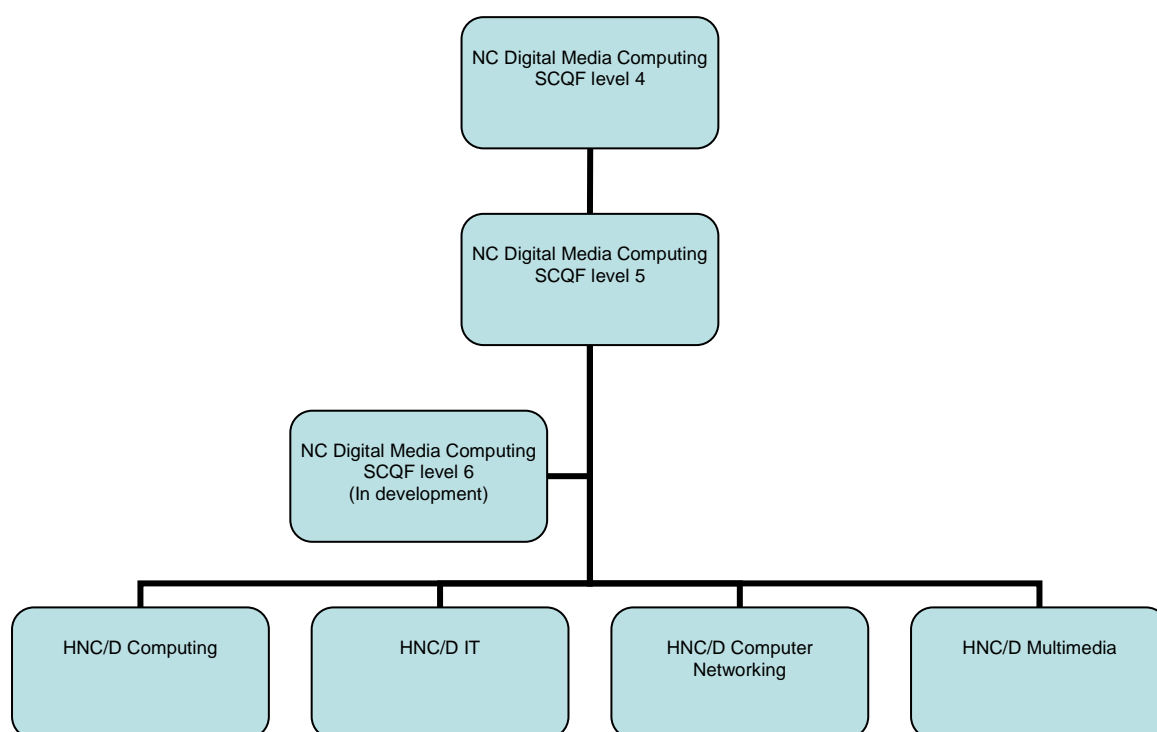 NC Digital Media Computing
SCQF level 4
NC Digital Media Computing
SCQF level 5
NC Digital Media Computing
SCQF level 6
(In development)
HNC/D Computing
HNC/D IT
HNC/D Computer
Networking
HNC/D Multimedia